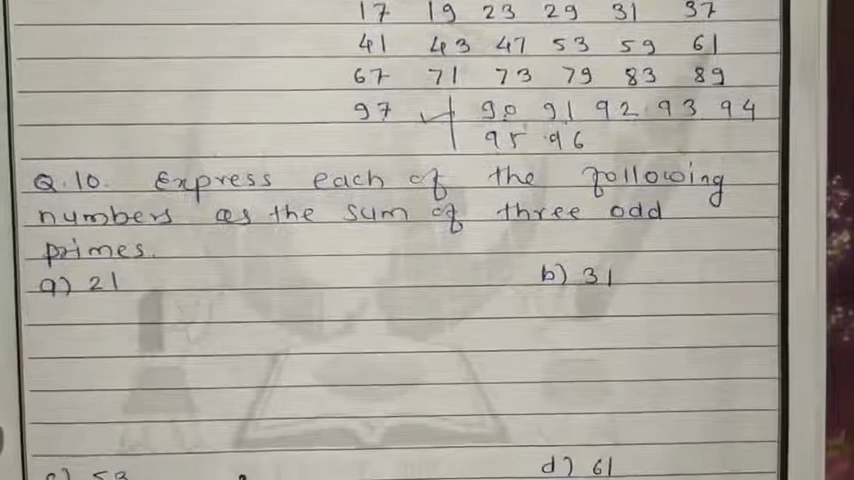 17 19 23 29 31 37
41 43 47 53 59 61
67 71 73 79 83 89
97 90 91 92 93 94
95 96
Q.10. Express each of the following
numbers as the sum of three odd
primes.
a) 21 b) 31
c) 53 d) 61